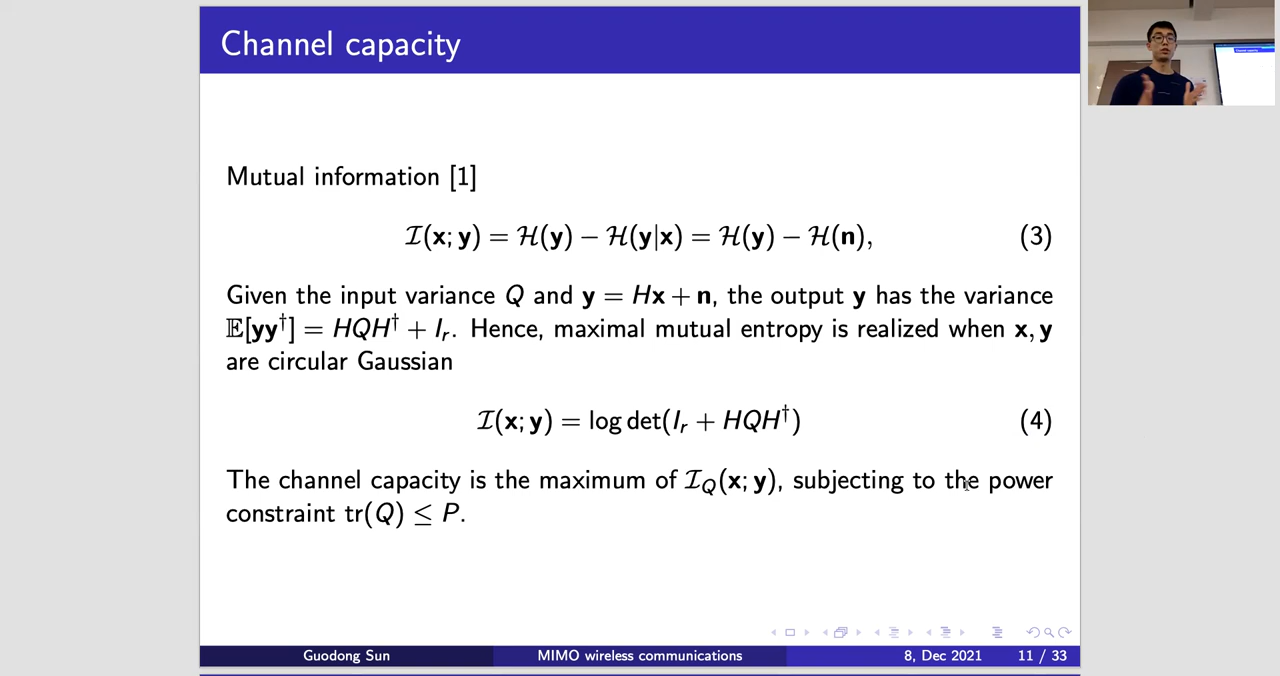 Channel capacity
Mutual information [1]
ℐ(x; y) = ℋ(y) − ℋ(y|x) = ℋ(y) − ℋ(n), (3)
Given the input variance Q and y = Hx + n, the output y has the variance
𝔼[yy†] = HQH† + Iᵣ. Hence, maximal mutual entropy is realized when x, y
are circular Gaussian
ℐ(x; y) = log det(Iᵣ + HQH†) (4)
The channel capacity is the maximum of ℐ_Q(x; y), subjecting to the power
constraint tr(Q) ≤ P.
Guodong Sun MIMO wireless communications 8, Dec 2021 11 / 33
Channel capacity